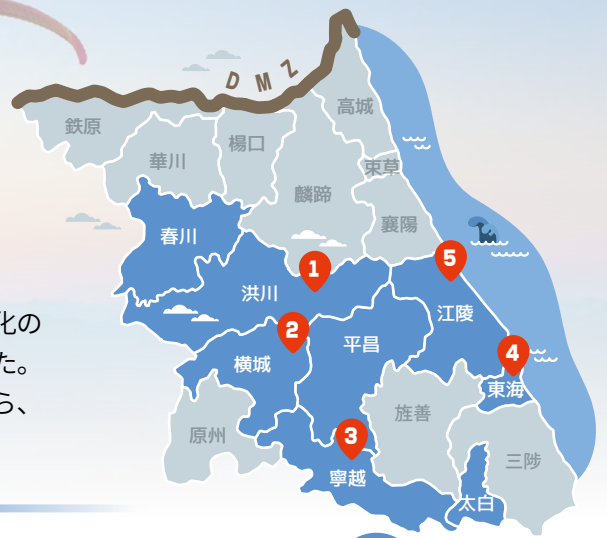 DMZ
高城
鉄原
楊口
華川
束草
麟蹄
襄陽
春川
5
1
洪川
江陵
化の
2
平昌
4
た。
横城
東海
ら、
旌善
3
原州
三陟
寧越
太白